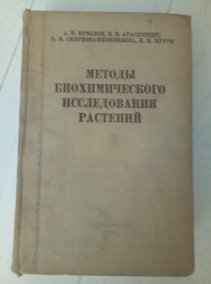 А. И. ЕРМАКОВ, В. В. АРАСИМОВИЧ,
М. И. СМИРНОВА-ИКОННИКОВА, И. К. МУРРИ
МЕТОДЫ
БИОХИМИЧЕСКОГО
ИССЛЕДОВАНИЯ
РАСТЕНИЙ